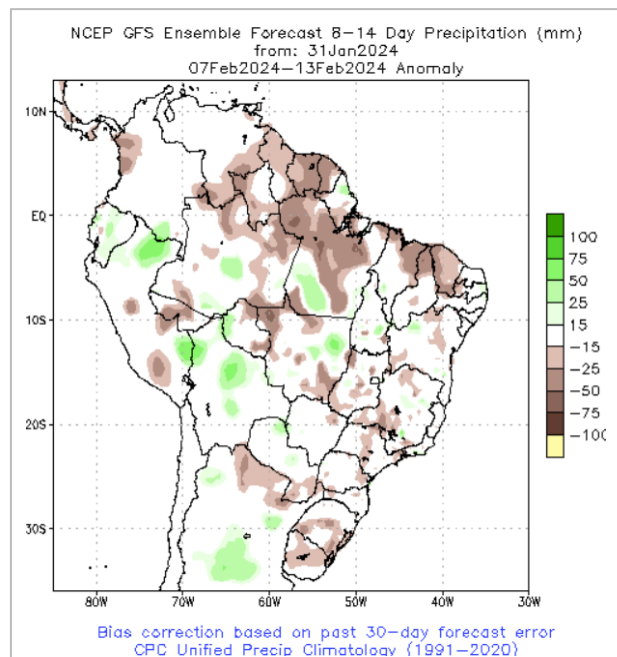 NCEP GFS Ensemble Forecast 8-14 Day Precipitation (mm)
from: 31Jan2024
07Feb2024-13Feb2024 Anomaly
10N
EQ
10S
20S
30S
80W
70W
60W
50W
40W
30W
100
75
50
25
15
-15
-25
-50
-75
-100
Bias correction based on past 30-day forecast error
CPC Unified Precip Climatology (1991-2020)